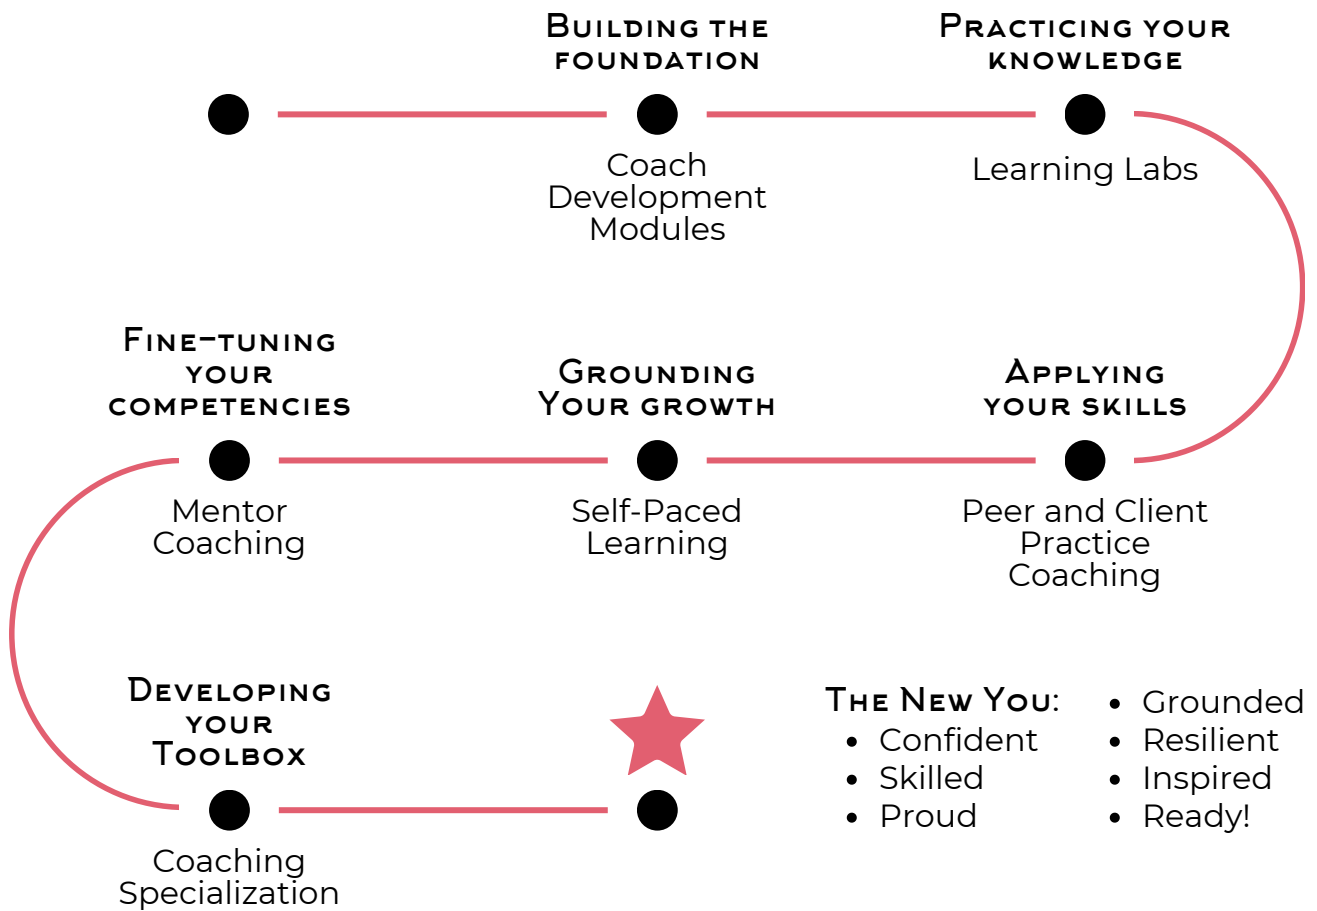 Building the
foundation
Coach
Development
Modules
Practicing your
knowledge
Learning Labs
Applying
your skills
Peer and Client
Practice
Coaching
Grounding
Your growth
Self-Paced
Learning
Fine-tuning
your
competencies
Mentor
Coaching
Developing
your
Toolbox
Coaching
Specialization
The New You:
• Confident
• Skilled
• Proud
• Grounded
• Resilient
• Inspired
• Ready!